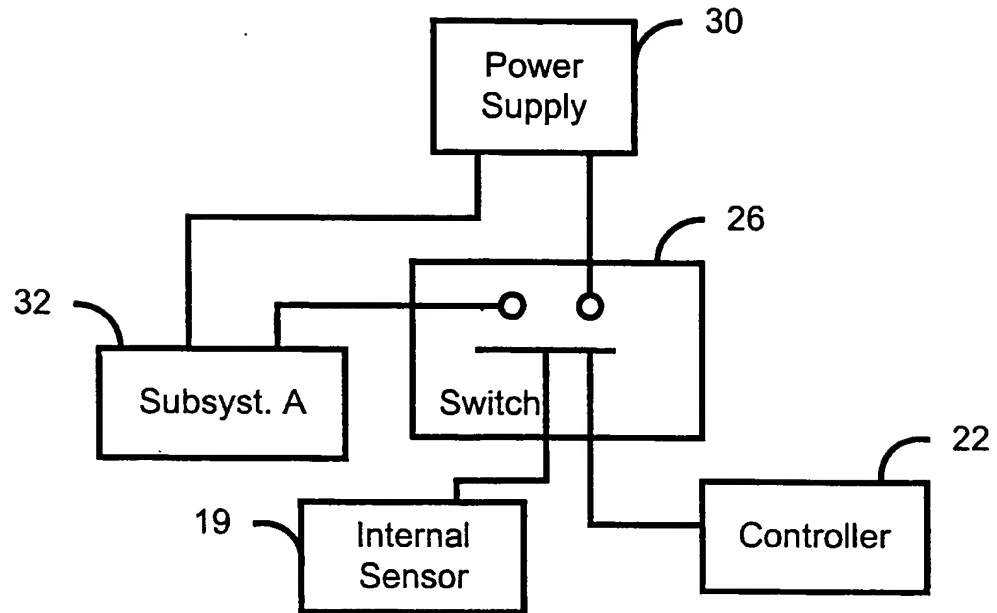 30
Power
Supply
26
32
Subsyst. A
Switch
22
19
Internal
Sensor
Controller